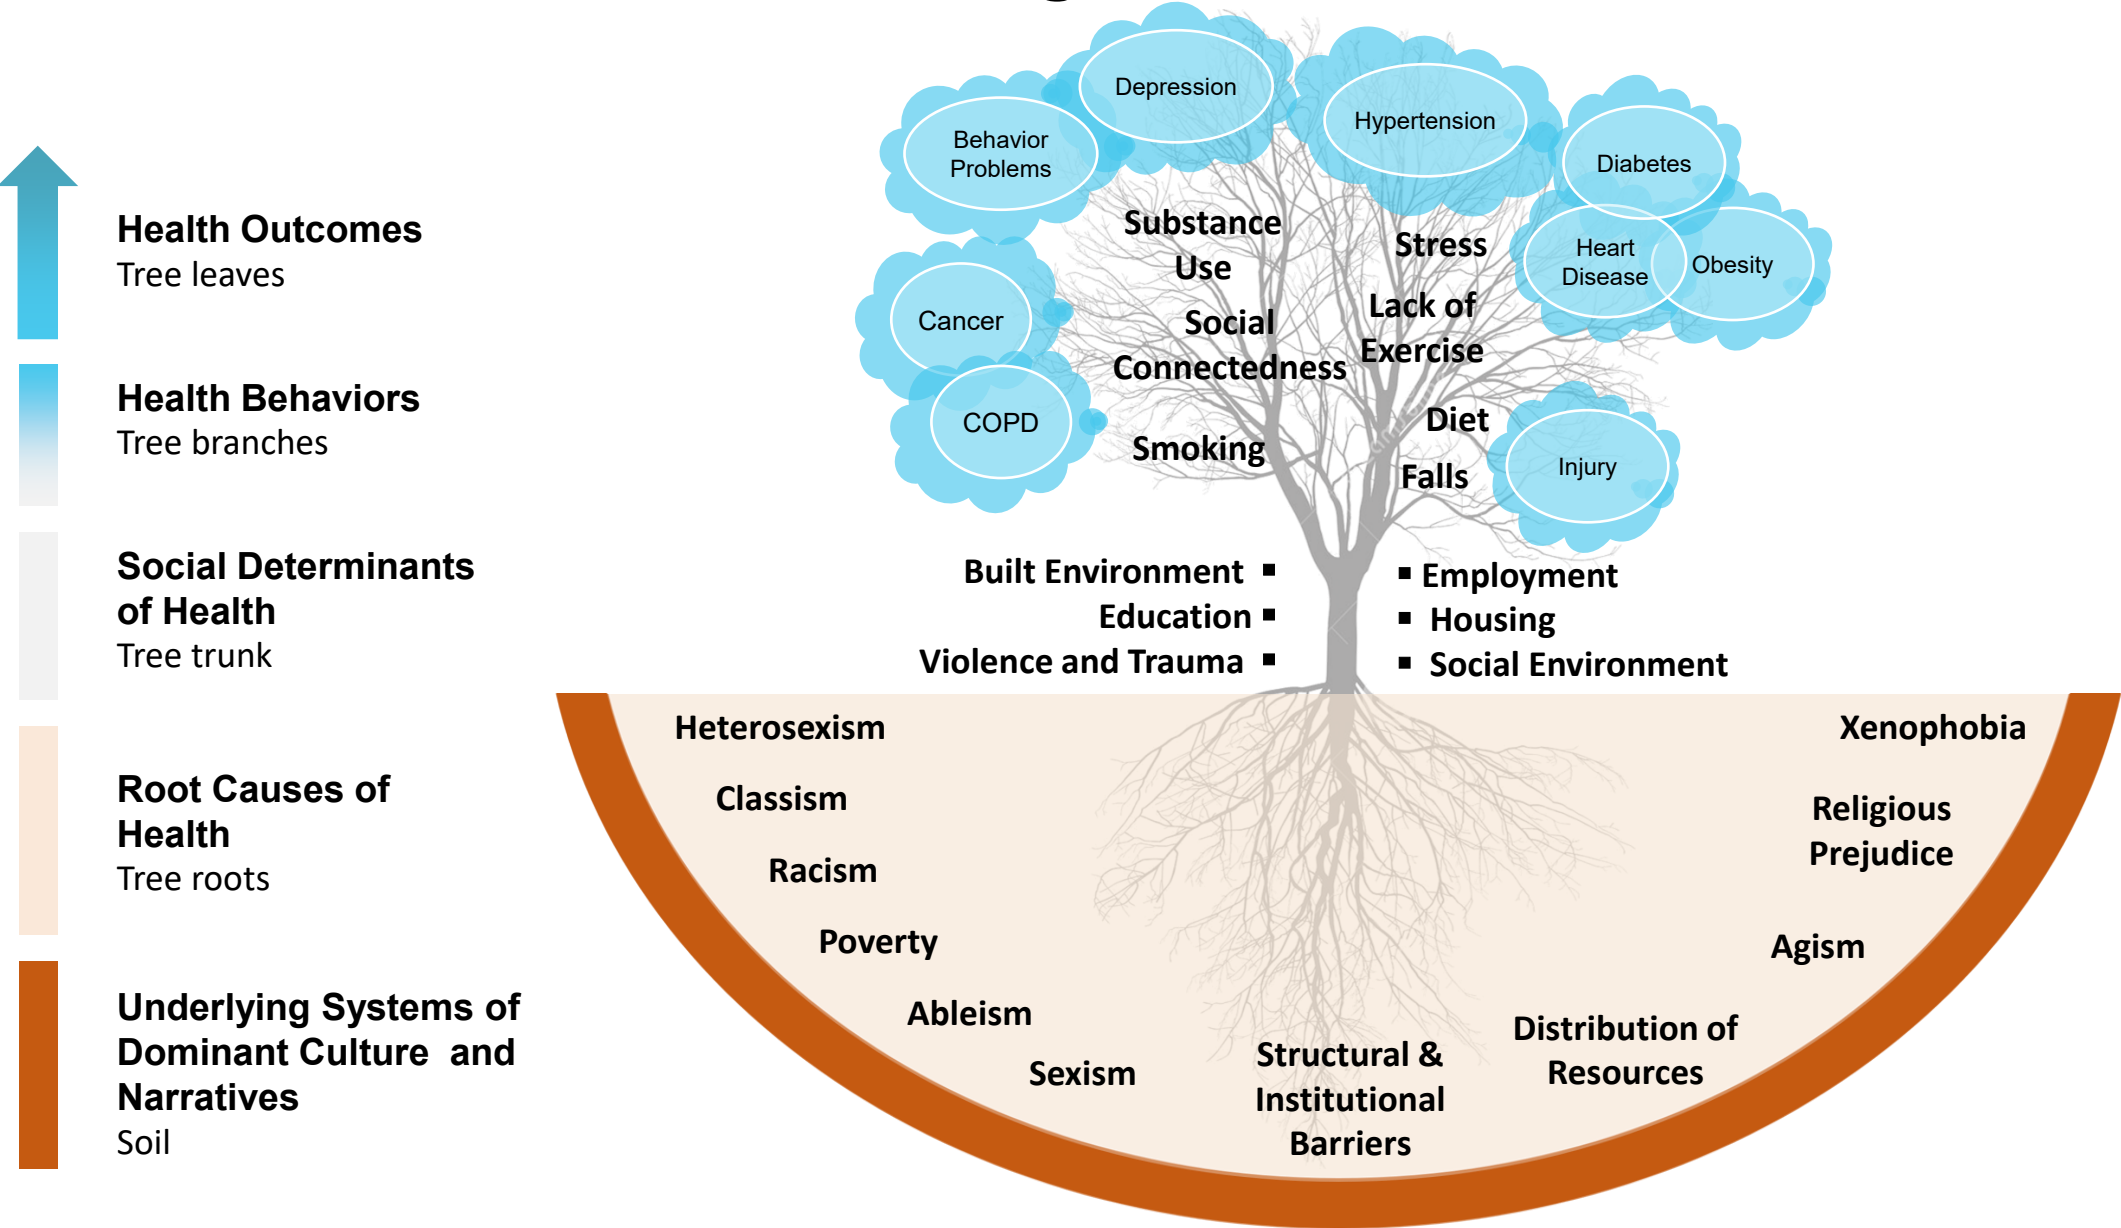 Health Outcomes
Tree leaves
Health Behaviors
Tree branches
Social Determinants
of Health
Tree trunk
Root Causes of
Health
Tree roots
Underlying Systems of
Dominant Culture and
Narratives
Soil
Depression
Behavior
Problems
Hypertension
Diabetes
Heart
Disease
Obesity
Cancer
COPD
Injury
Substance
Use
Social
Connectedness
Smoking
Stress
Lack of
Exercise
Diet
Falls
▪ Built Environment
▪ Education
▪ Violence and Trauma
▪ Employment
▪ Housing
▪ Social Environment
Heterosexism
Classism
Racism
Poverty
Ableism
Sexism
Structural &
Institutional
Barriers
Distribution of
Resources
Agism
Religious
Prejudice
Xenophobia